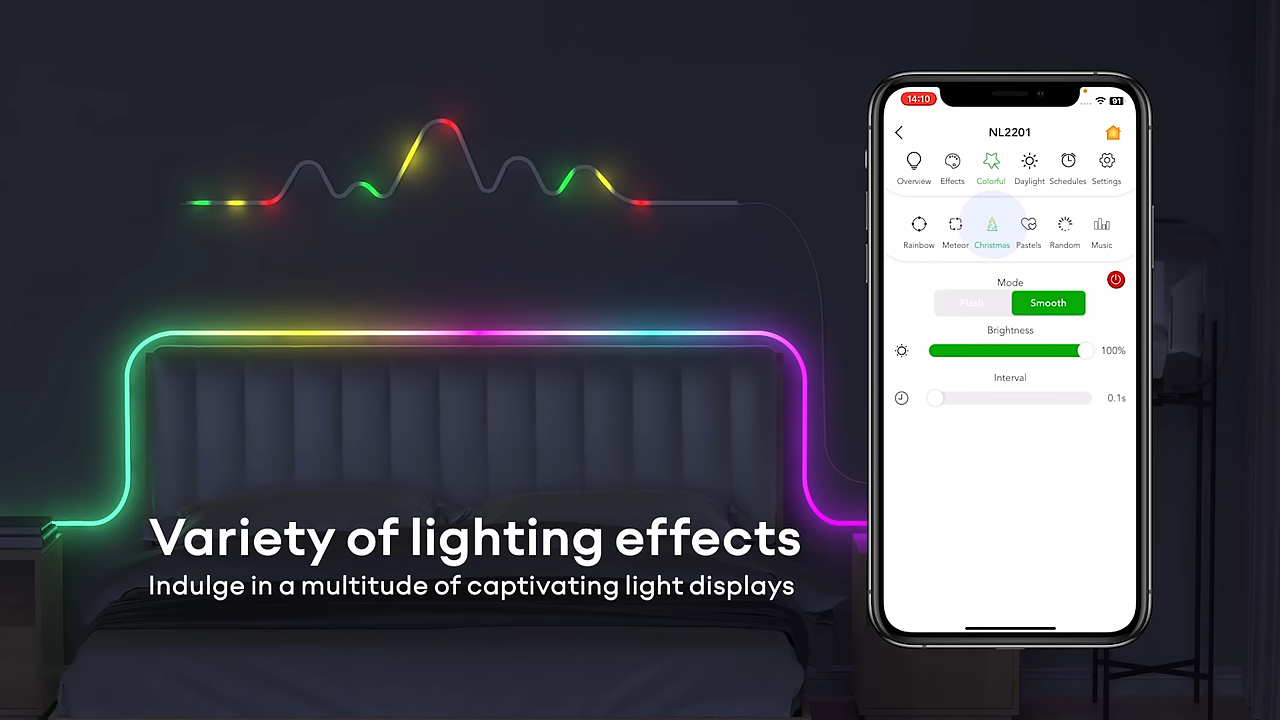 Variety of lighting effects
Indulge in a multitude of captivating light displays
14:10
91
NL2201
Overview Effects Colorful Daylight Schedules Settings
Rainbow Meteor Christmas Pastels Random Music
Mode
Flash Smooth
Brightness
100%
Interval
0.1s